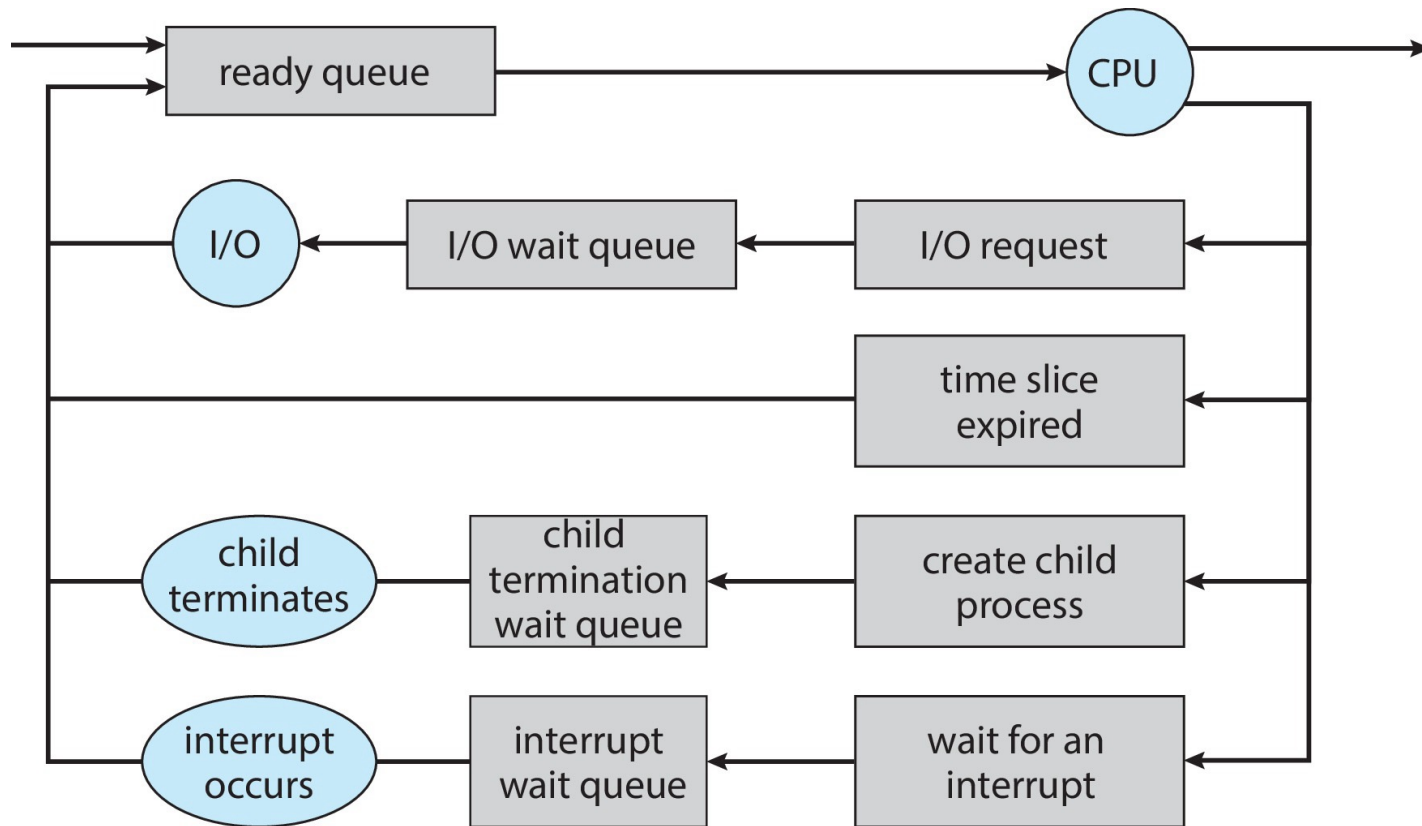 ready queue
CPU
I/O
I/O wait queue
I/O request
time slice
expired
child
terminates
child
termination
wait queue
create child
process
interrupt
occurs
interrupt
wait queue
wait for an
interrupt